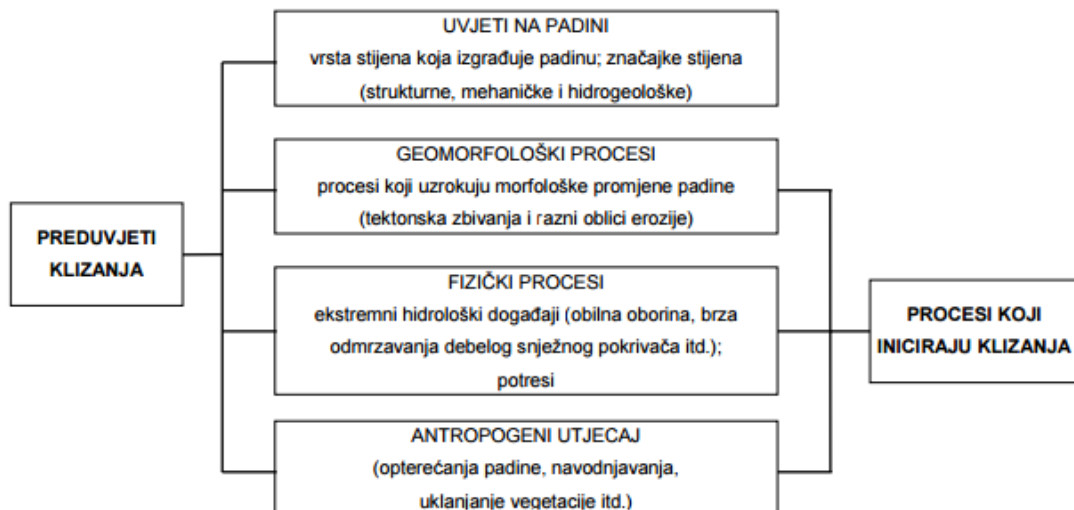 UVJETI NA PADINI
vrsta stijena koja izgrađuje padinu; značajke stijena
(strukturne, mehaničke i hidrogeološke)
GEOMORFOLOŠKI PROCESI
procesi koji uzrokuju morfološke promjene padine
(tektonska zbivanja i razni oblici erozije)
PREDUVJETI
KLIZANJA
FIZIČKI PROCESI
ekstremni hidrološki događaji (obilna oborina, brza
odmrzavanja debelog snježnog pokrivača itd.);
potresi
PROCESI KOJI
INICIRAJU KLIZANJA
ANTROPOGENI UTJECAJ
(opterećanja padine, navodnjavanja,
uklanjanje vegetacije itd.)